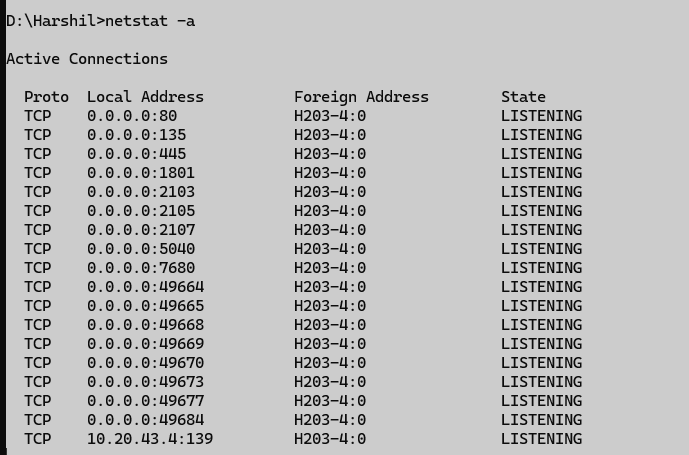 D:\Harshil>netstat -a
Active Connections
Proto  Local Address          Foreign Address        State
TCP    0.0.0.0:80             H203-4:0               LISTENING
TCP    0.0.0.0:135            H203-4:0               LISTENING
TCP    0.0.0.0:445            H203-4:0               LISTENING
TCP    0.0.0.0:1801           H203-4:0               LISTENING
TCP    0.0.0.0:2103           H203-4:0               LISTENING
TCP    0.0.0.0:2105           H203-4:0               LISTENING
TCP    0.0.0.0:2107           H203-4:0               LISTENING
TCP    0.0.0.0:5040           H203-4:0               LISTENING
TCP    0.0.0.0:7680           H203-4:0               LISTENING
TCP    0.0.0.0:49664          H203-4:0               LISTENING
TCP    0.0.0.0:49665          H203-4:0               LISTENING
TCP    0.0.0.0:49668          H203-4:0               LISTENING
TCP    0.0.0.0:49669          H203-4:0               LISTENING
TCP    0.0.0.0:49670          H203-4:0               LISTENING
TCP    0.0.0.0:49673          H203-4:0               LISTENING
TCP    0.0.0.0:49677          H203-4:0               LISTENING
TCP    0.0.0.0:49684          H203-4:0               LISTENING
TCP    10.20.43.4:139         H203-4:0               LISTENING